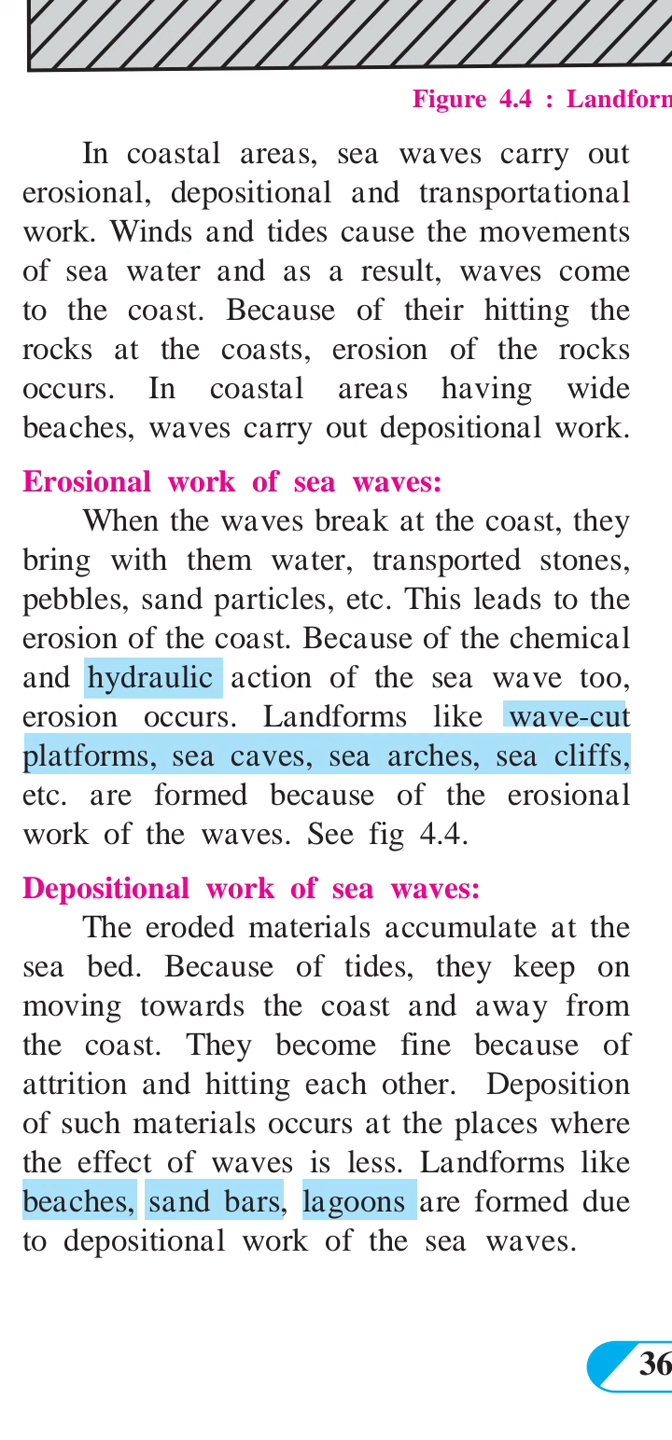 Figure 4.4 : Landform
In coastal areas, sea waves carry out
erosional, depositional and transportational
work. Winds and tides cause the movements
of sea water and as a result, waves come
to the coast. Because of their hitting the
rocks at the coasts, erosion of the rocks
occurs. In coastal areas having wide
beaches, waves carry out depositional work.
Erosional work of sea waves:
When the waves break at the coast, they
bring with them water, transported stones,
pebbles, sand particles, etc. This leads to the
erosion of the coast. Because of the chemical
and hydraulic action of the sea wave too,
erosion occurs. Landforms like wave-cut
platforms, sea caves, sea arches, sea cliffs,
etc. are formed because of the erosional
work of the waves. See fig 4.4.
Depositional work of sea waves:
The eroded materials accumulate at the
sea bed. Because of tides, they keep on
moving towards the coast and away from
the coast. They become fine because of
attrition and hitting each other. Deposition
of such materials occurs at the places where
the effect of waves is less. Landforms like
beaches, sand bars, lagoons are formed due
to depositional work of the sea waves.
36